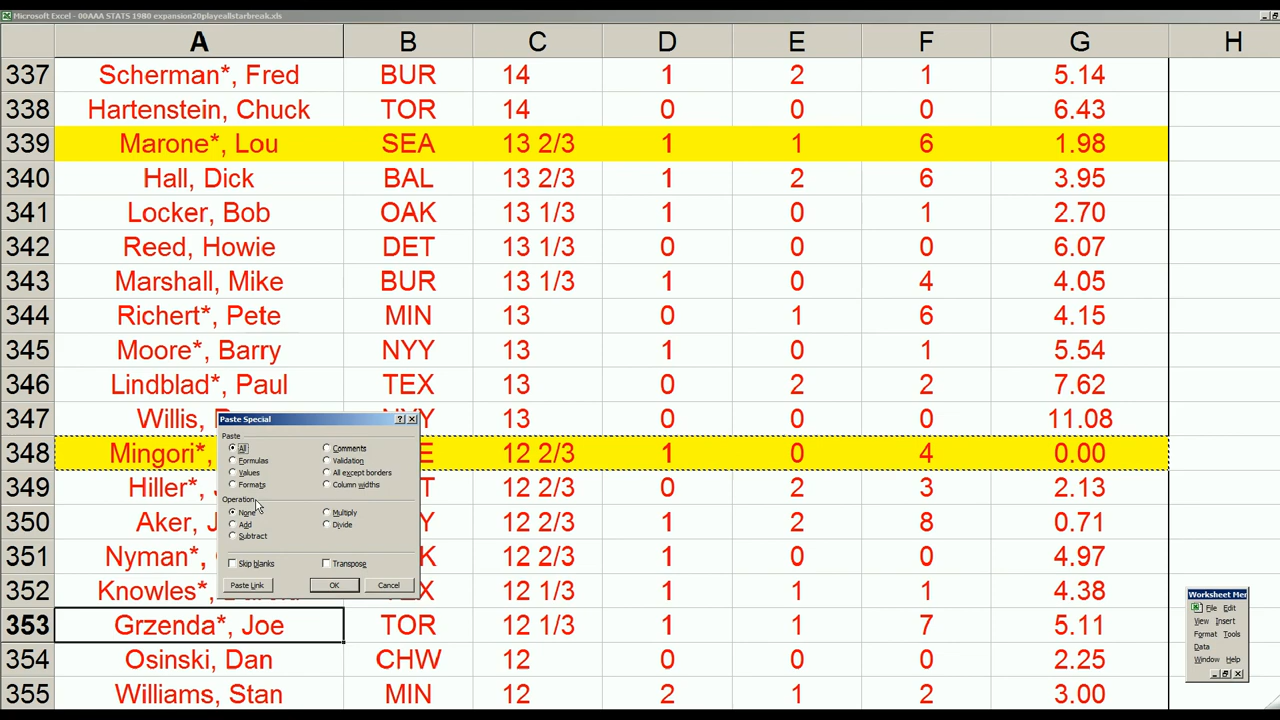 Microsoft Excel - 00AAA STATS 1980 expansion20playeallstarbreak.xls
A B C D E F G H
337 Scherman*, Fred BUR 14 1 2 1 5.14
338 Hartenstein, Chuck TOR 14 0 0 0 6.43
339 Marone*, Lou SEA 13 2/3 1 1 6 1.98
340 Hall, Dick BAL 13 2/3 1 2 6 3.95
341 Locker, Bob OAK 13 1/3 1 0 1 2.70
342 Reed, Howie DET 13 1/3 0 0 0 6.07
343 Marshall, Mike BUR 13 1/3 1 0 4 4.05
344 Richert*, Pete MIN 13 0 1 6 4.15
345 Moore*, Barry NYY 13 1 0 1 5.54
346 Lindblad*, Paul TEX 13 0 2 2 7.62
347 Willis, 13 0 0 0 11.08
348 Mingori*, 12 2/3 1 0 4 0.00
349 Hiller*, 12 2/3 0 2 3 2.13
350 Aker, 12 2/3 1 2 8 0.71
351 Nyman*, 12 2/3 1 0 0 4.97
352 Knowles*, 12 2/3 1 0 1 4.38
353 Grzenda*, Joe TOR 12 1/3 1 1 7 5.11
354 Osinski, Dan CHW 12 0 0 0 2.25
355 Williams, Stan MIN 12 2 1 2 3.00
Paste Special
Paste
All Comments
Formulas Validation
Values All except borders
Formats Column widths
Operation
None Multiply
Add Divide
Subtract
Skip blanks Transpose
Paste Link OK Cancel
Worksheet Mer
File Edit
View Insert
Format Tools
Data
Window Help